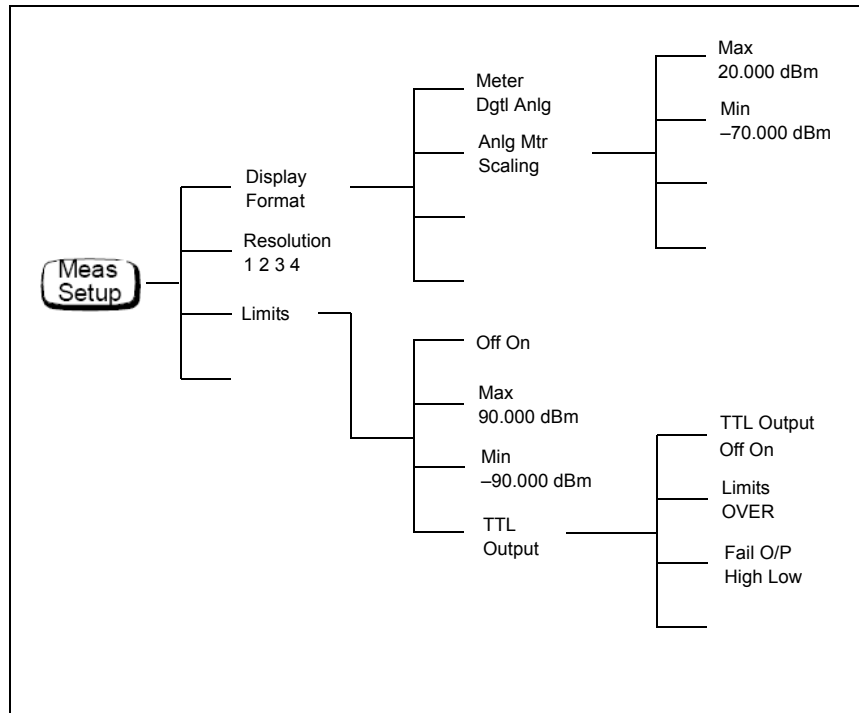 Meas
Setup
Display
Format
Resolution
1 2 3 4
Limits
Meter
Dgtl Anlg
Anlg Mtr
Scaling
Max
20.000 dBm
Min
–70.000 dBm
Off On
Max
90.000 dBm
Min
–90.000 dBm
TTL
Output
TTL Output
Off On
Limits
OVER
Fail O/P
High Low